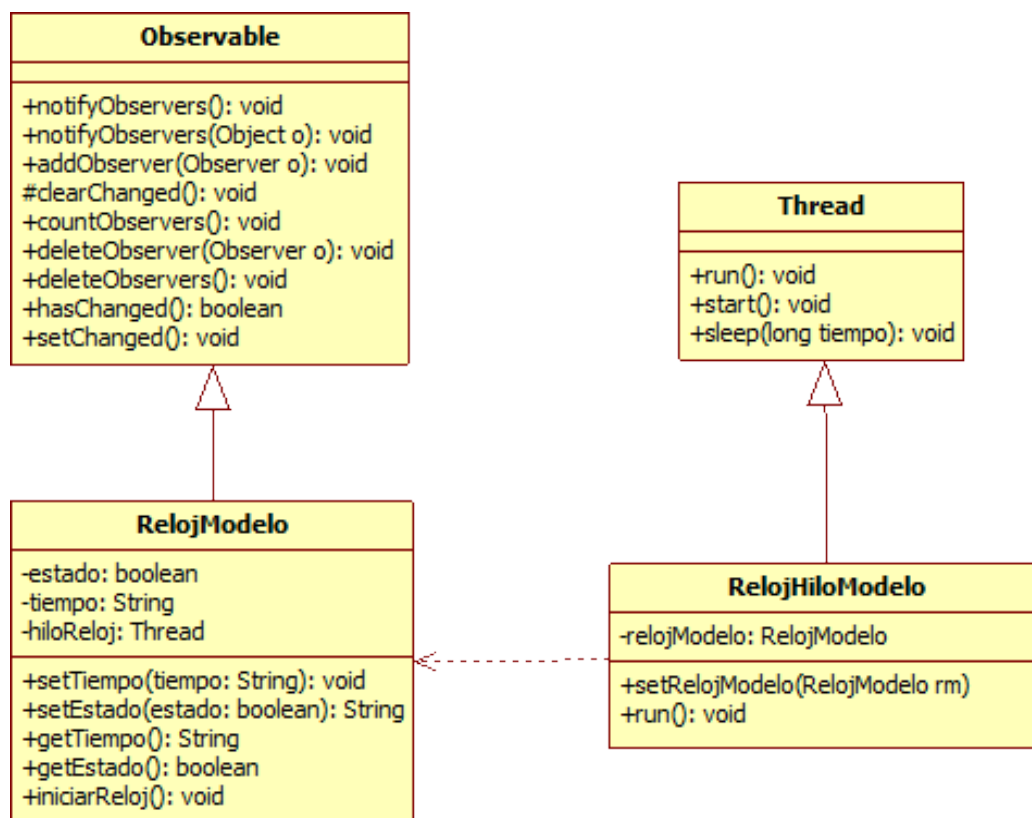 Observable
+notifyObservers(): void
+notifyObservers(Object o): void
+addObserver(Observer o): void
#clearChanged(): void
+countObservers(): void
+deleteObserver(Observer o): void
+deleteObservers(): void
+hasChanged(): boolean
+setChanged(): void
Thread
+run(): void
+start(): void
+sleep(long tiempo): void
RelojModelo
-estado: boolean
-tiempo: String
-hiloReloj: Thread
+setTiempo(tiempo: String): void
+setEstado(estado: boolean): String
+getTiempo(): String
+getEstado(): boolean
+iniciarReloj(): void
RelojHiloModelo
-relojModelo: RelojModelo
+setRelojModelo(RelojModelo rm)
+run(): void